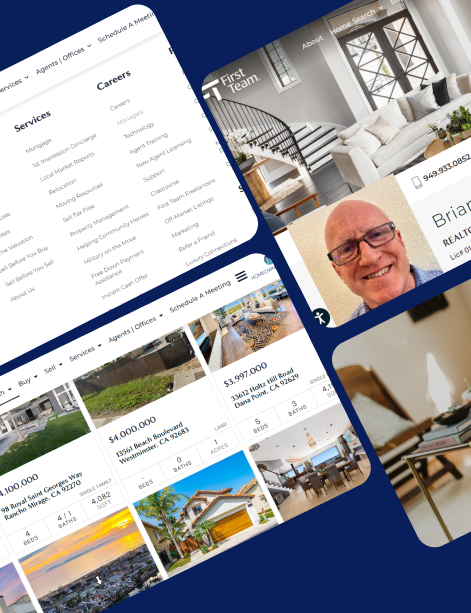 Services
Agents | Offices
Schedule A Meeting
Services
Mortgage
1st Impression Concierge
Local Market Reports
Relocation
Moving Resources
Sell Tax Free
Property Management
Helping Community Heroes
Military on the Move
Free Down Payment
Assistance
Instant Cash Offer
Careers
Careers
Managers
Technology
Agent Training
New Agent Licensing
Support
Crascourse
First Team Freelancers
Off-Market Listings
Marketing
Refer a Friend
Luxury Connections
Sell Before You Buy
Sell Before You Sell
About Us
First
Team
About
Home Search
949.933.0852
Brian
REALTO
Lic# 01
Buy
Sell
Services
Agents | Offices
Schedule A Meeting
HOMEOWN
$4,000,000
13561 Beach Boulevard
Westminster, CA 92683
LAND
BEDS
0
BATHS
1
ACRES
$3,997,000
33612 Holtz Hill Road
Dana Point, CA 92629
5
BEDS
3
BATHS
SINGLE
4,100,000
98 Royal Saint Georges Way
Rancho Mirage, CA 92270
SINGLE FAMILY
4
BEDS
4 / 1
BATHS
4,082
SQFT